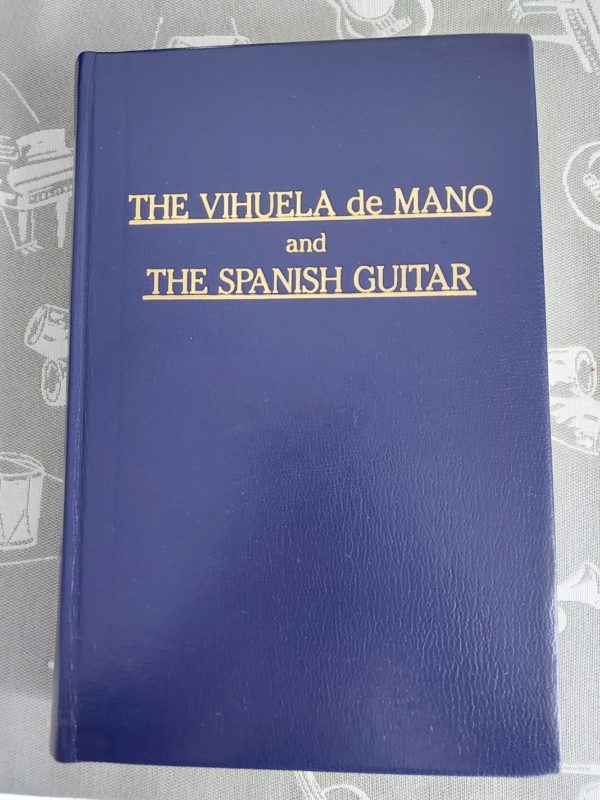 THE VIHUELA de MANO
and
THE SPANISH GUITAR